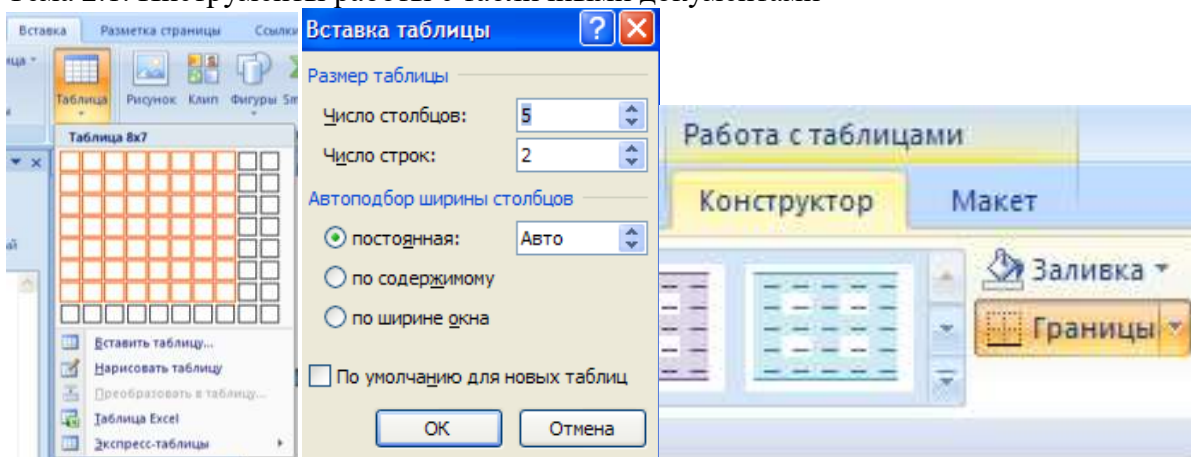 Вставка Разметка страницы Ссылки
Таблица Рисунок Клип Фигуры Sm
Таблица 8x7
Вставить таблицу...
Нарисовать таблицу
Преобразовать в таблицу...
Таблица Excel
Экспресс-таблицы
Вставка таблицы
Размер таблицы
Число столбцов: 5
Число строк: 2
Автоподбор ширины столбцов
постоянная: Авто
по содержимому
по ширине окна
По умолчанию для новых таблиц
ОК Отмена
Работа с таблицами
Конструктор Макет
Заливка
Границы